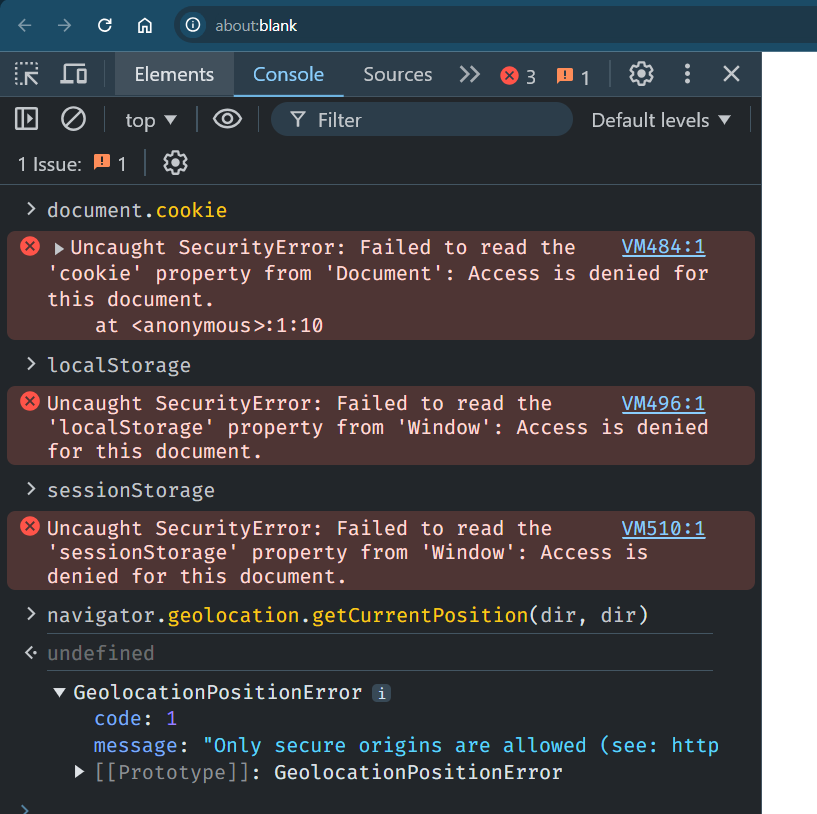 about:blank
Elements Console Sources 3 1
top Filter Default levels
1 Issue: 1
document.cookie
Uncaught SecurityError: Failed to read the VM484:1
'cookie' property from 'Document': Access is denied for
this document.
at <anonymous>:1:10
localStorage
Uncaught SecurityError: Failed to read the VM496:1
'localStorage' property from 'Window': Access is denied
for this document.
sessionStorage
Uncaught SecurityError: Failed to read the VM510:1
'sessionStorage' property from 'Window': Access is
denied for this document.
navigator.geolocation.getCurrentPosition(dir, dir)
undefined
GeolocationPositionError i
code: 1
message: "Only secure origins are allowed (see: http
[[Prototype]]: GeolocationPositionError